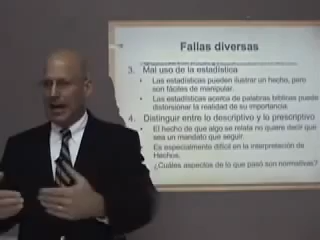 Fallas diversas
3. Mal uso de la estadística
Las estadísticas pueden ilustrar un hecho, pero
son fáciles de manipular.
Las estadísticas acerca de palabras bíblicas puede
distorsionar la realidad de su importancia.
4. Distinguir entre lo descriptivo y lo prescriptivo
El hecho de que algo se relata no quiere decir que
sea un mandato que seguir.
Es especialmente difícil en la interpretación de
Hechos.
¿Cuáles aspectos de lo que pasó son normativas?